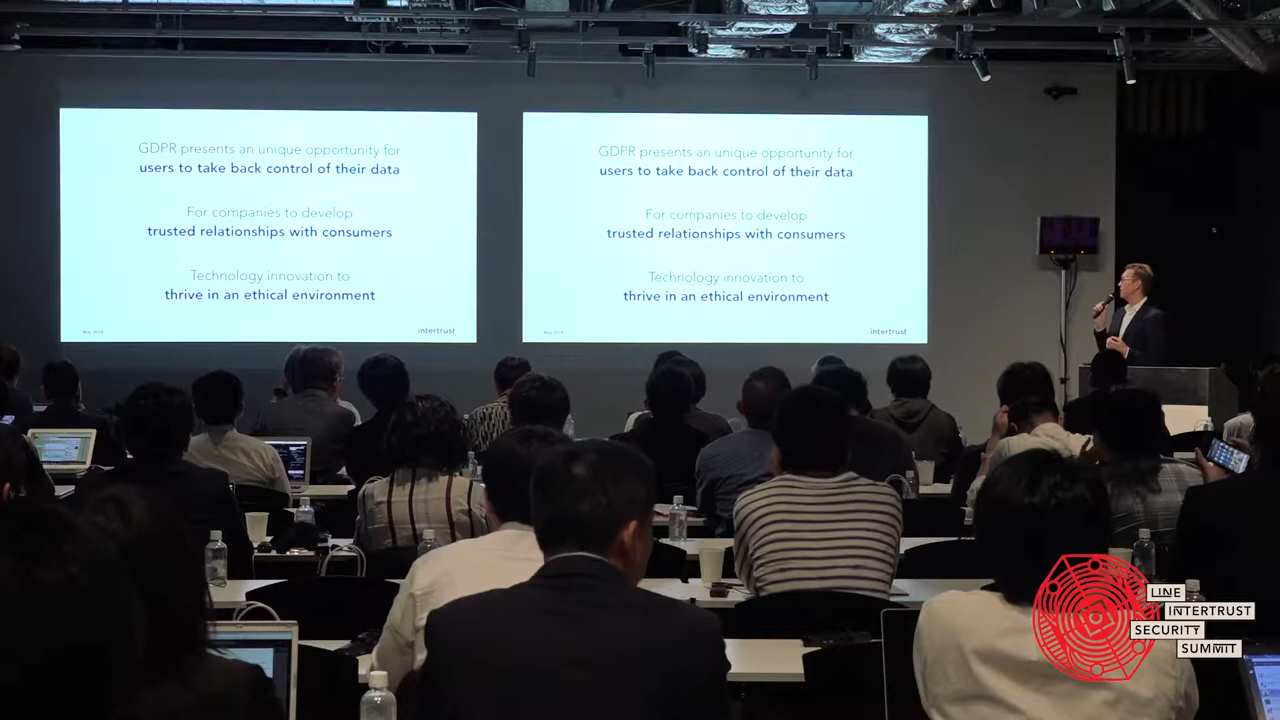 GDPR presents an unique opportunity for
users to take back control of their data
For companies to develop
trusted relationships with consumers
Technology innovation to
thrive in an ethical environment
May 2018
intertrust
GDPR presents an unique opportunity for
users to take back control of their data
For companies to develop
trusted relationships with consumers
Technology innovation to
thrive in an ethical environment
intertrust
LINE
INTERTRUST
SECURITY
SUMMIT